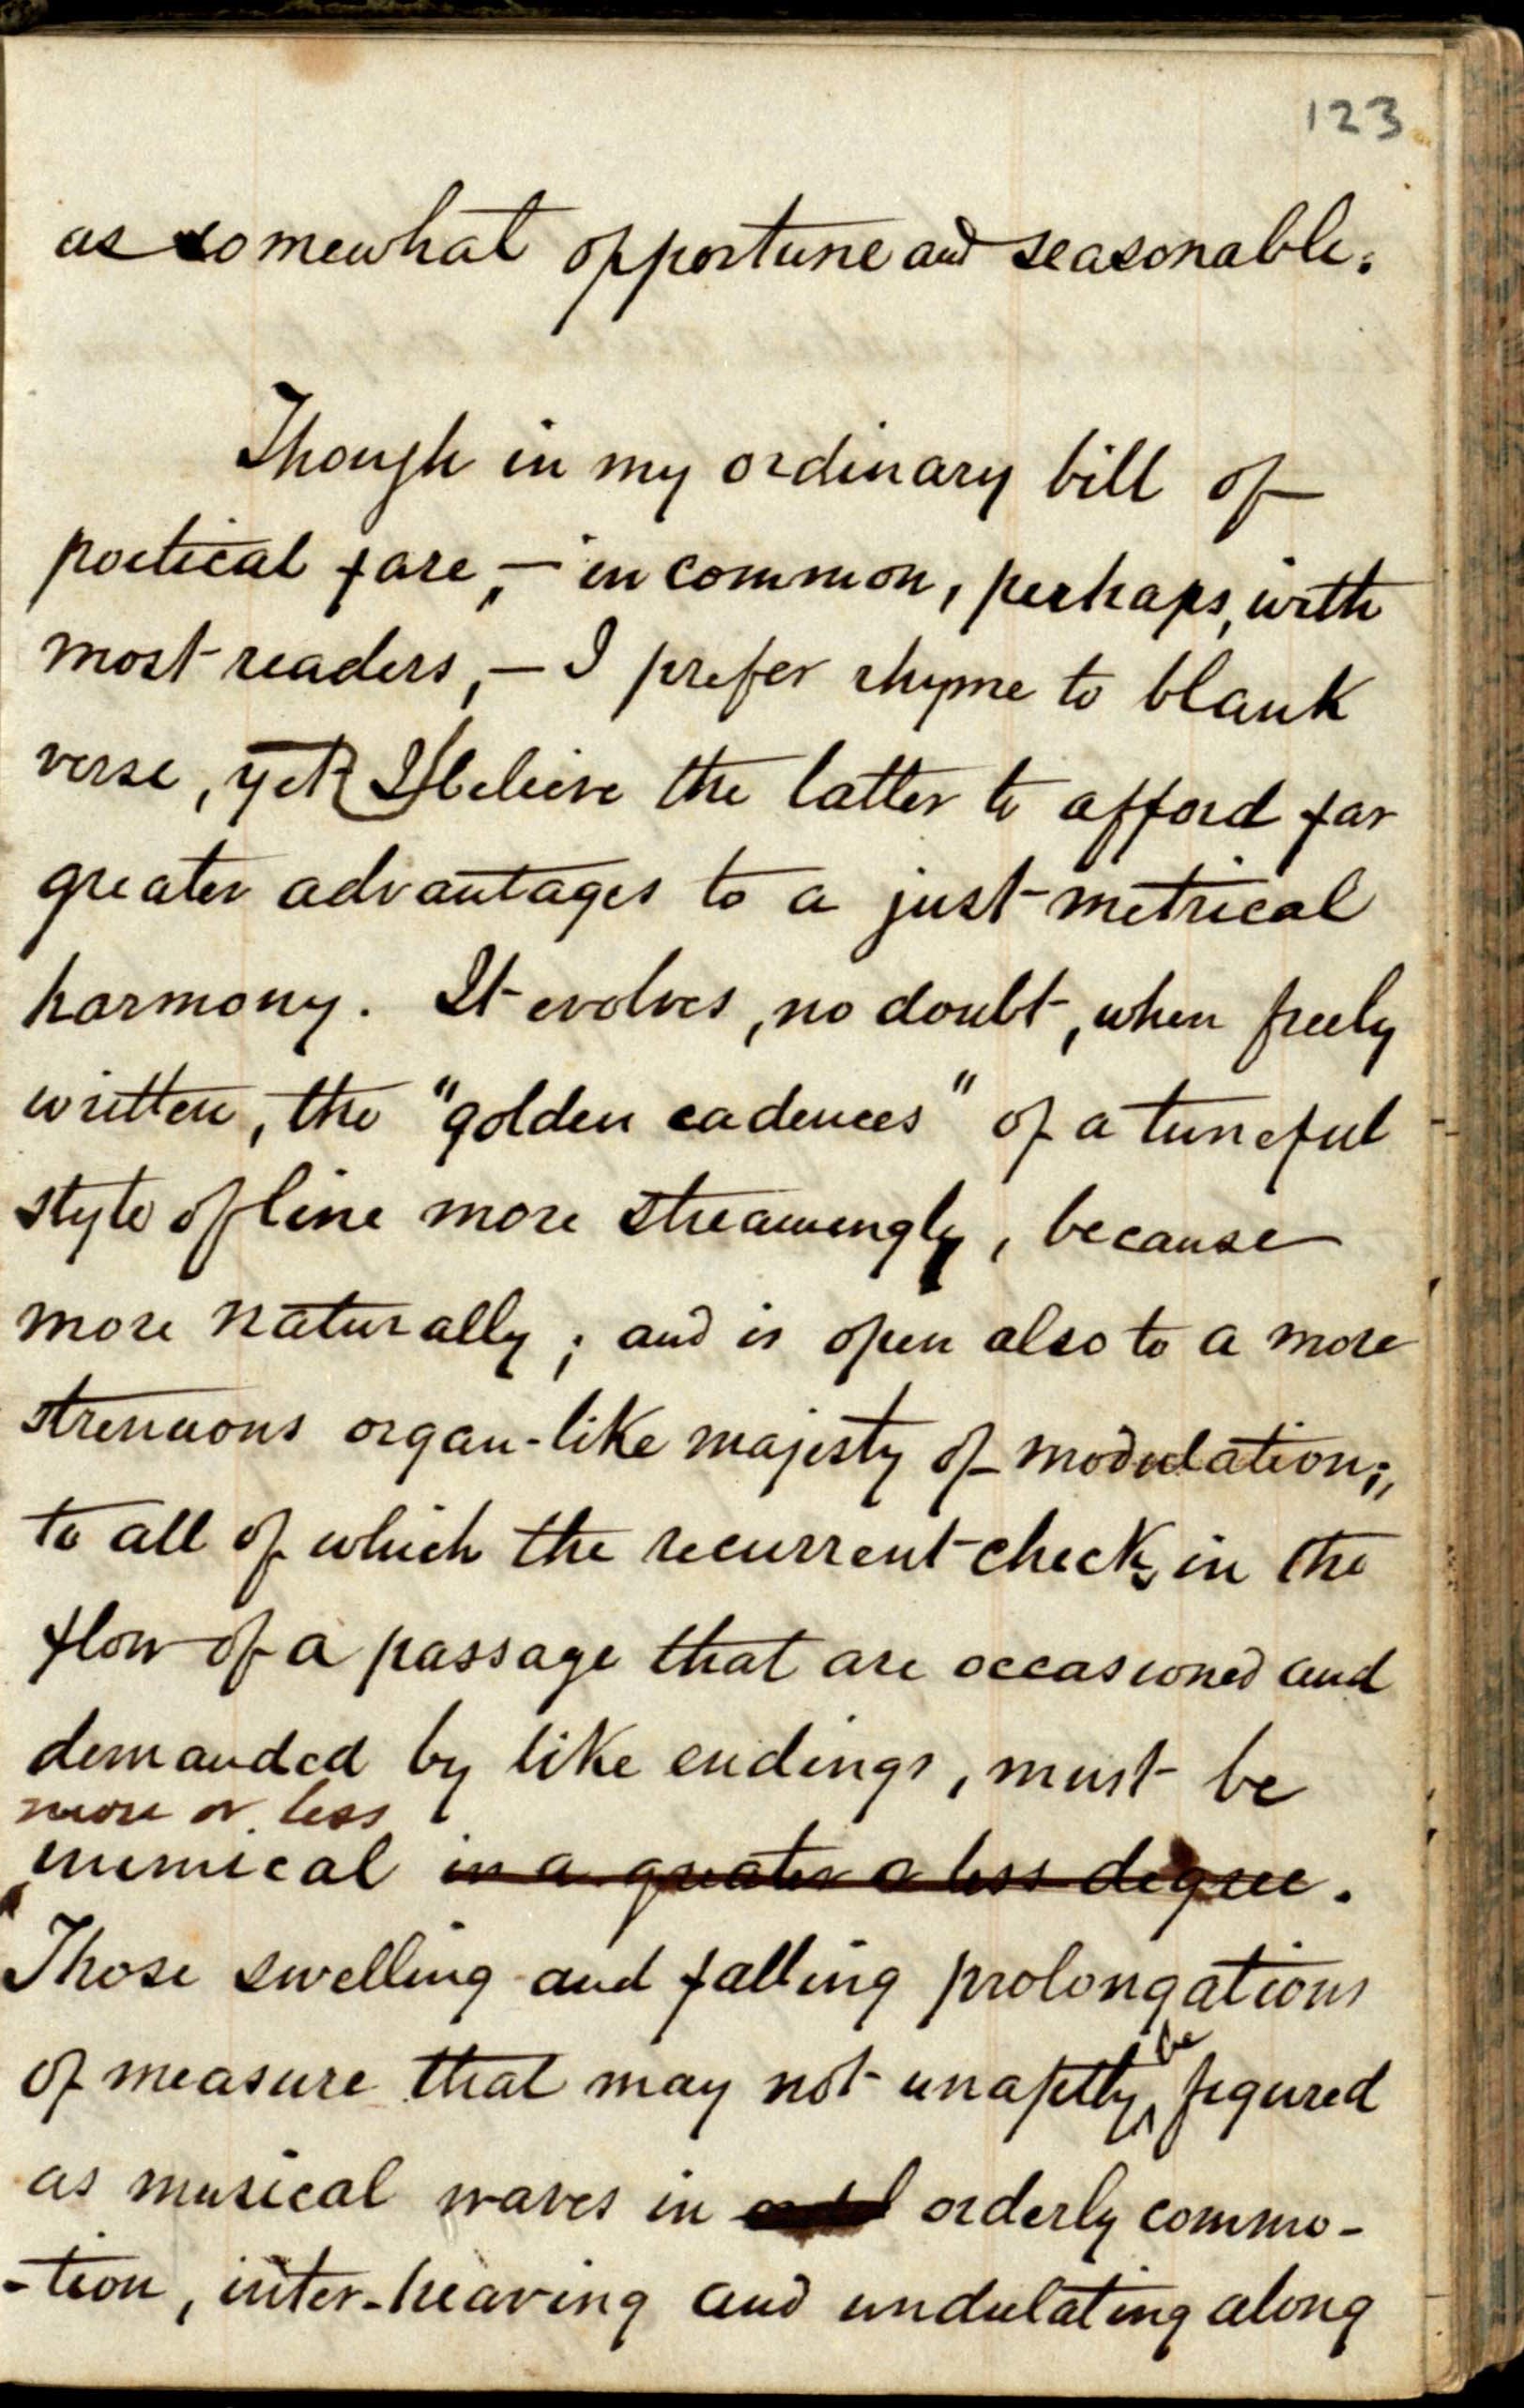 123
as somewhat opportune and seasonable.
Though in my ordinary bill of
poetical fare, – in common, perhaps, with
most readers, – I prefer rhyme to blank
verse, yet I believe the latter to afford far
greater advantages to a just metrical
harmony. It evolves, no doubt, when freely
written, the "golden cadences" of a tuneful
style of line more streamingly, because
more naturally; and is open also to a more
strenuous organ-like majesty of modulation;,
to all of which the recurrent checks in the
flow of a passage that are occasioned and
demanded by like endings, must be
more or less
inimical in a greater or less degree.
Those swelling and falling prolongations
be
of measure that may not unaptly figured
as musical waves in orderly commo-
-tion, inter-heaving and undulating along